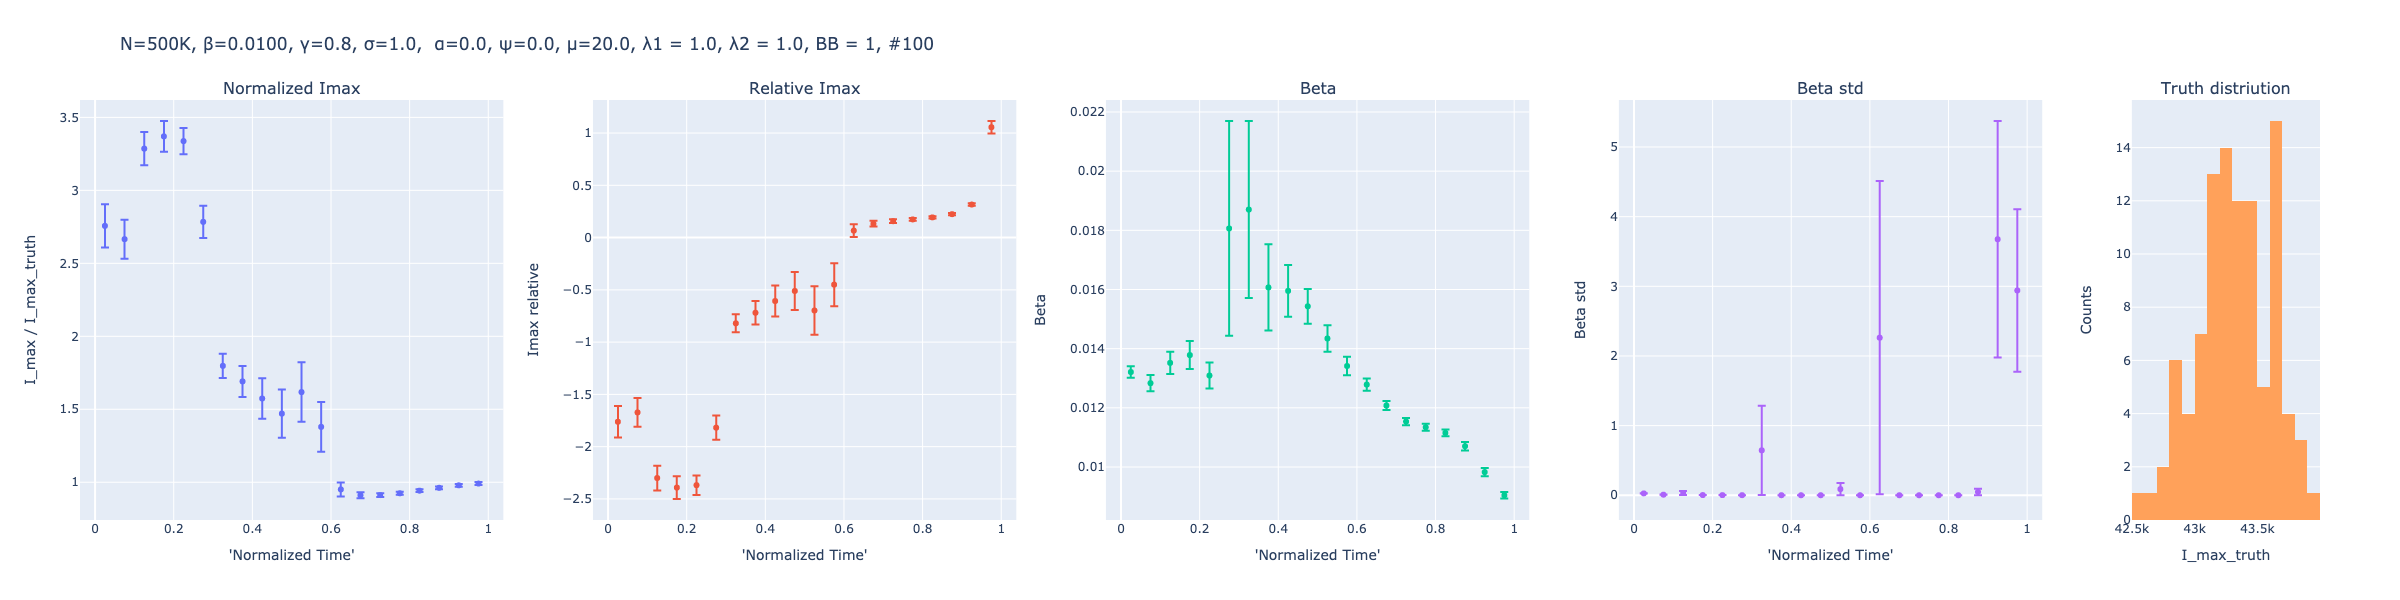 N=500K, β=0.0100, γ=0.8, σ=1.0, α=0.0, ψ=0.0, μ=20.0, λ1 = 1.0, λ2 = 1.0, BB = 1, #100
Normalized Imax
I_max / I_max_truth
3.5
3
2.5
2
1.5
1
0 0.2 0.4 0.6 0.8 1
'Normalized Time'
Relative Imax
Imax relative
1
0.5
0
−0.5
−1
−1.5
−2
−2.5
0 0.2 0.4 0.6 0.8 1
'Normalized Time'
Beta
Beta
0.022
0.02
0.018
0.016
0.014
0.012
0.01
0 0.2 0.4 0.6 0.8 1
'Normalized Time'
Beta std
Beta std
5
4
3
2
1
0
0 0.2 0.4 0.6 0.8 1
'Normalized Time'
Truth distriution
Counts
14
12
10
8
6
4
2
0
42.5k 43k 43.5k
I_max_truth